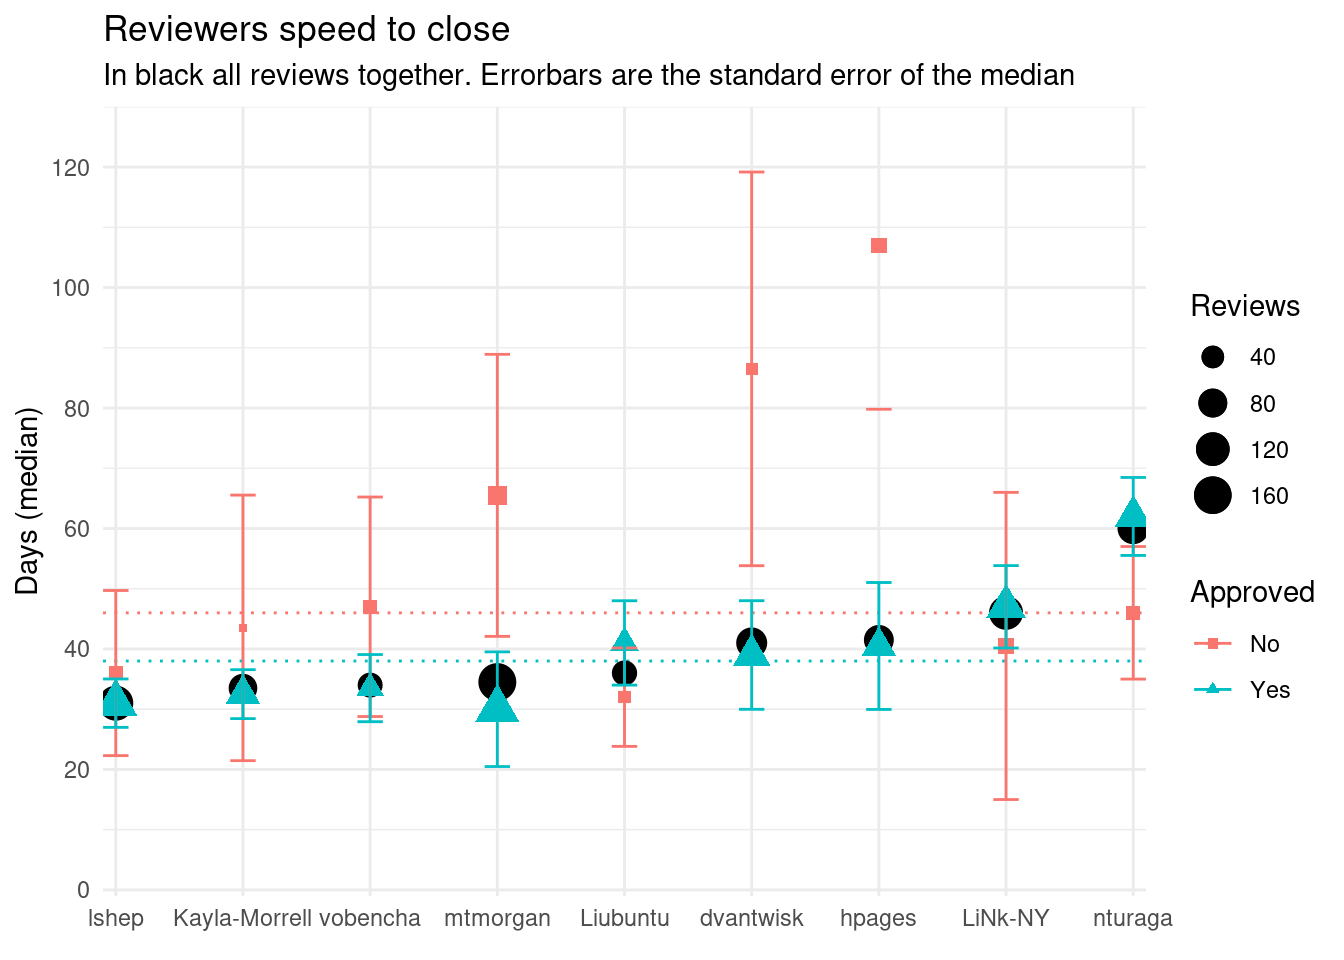 Reviewers speed to close
In black all reviews together. Errorbars are the standard error of the median
Days (median)
120
100
80
60
40
20
0
lshep
Kayla-Morrell
vobencha
mtmorgan
Liubuntu
dvantwisk
hpages
LiNk-NY
nturaga
Reviews
40
80
120
160
Approved
No
Yes